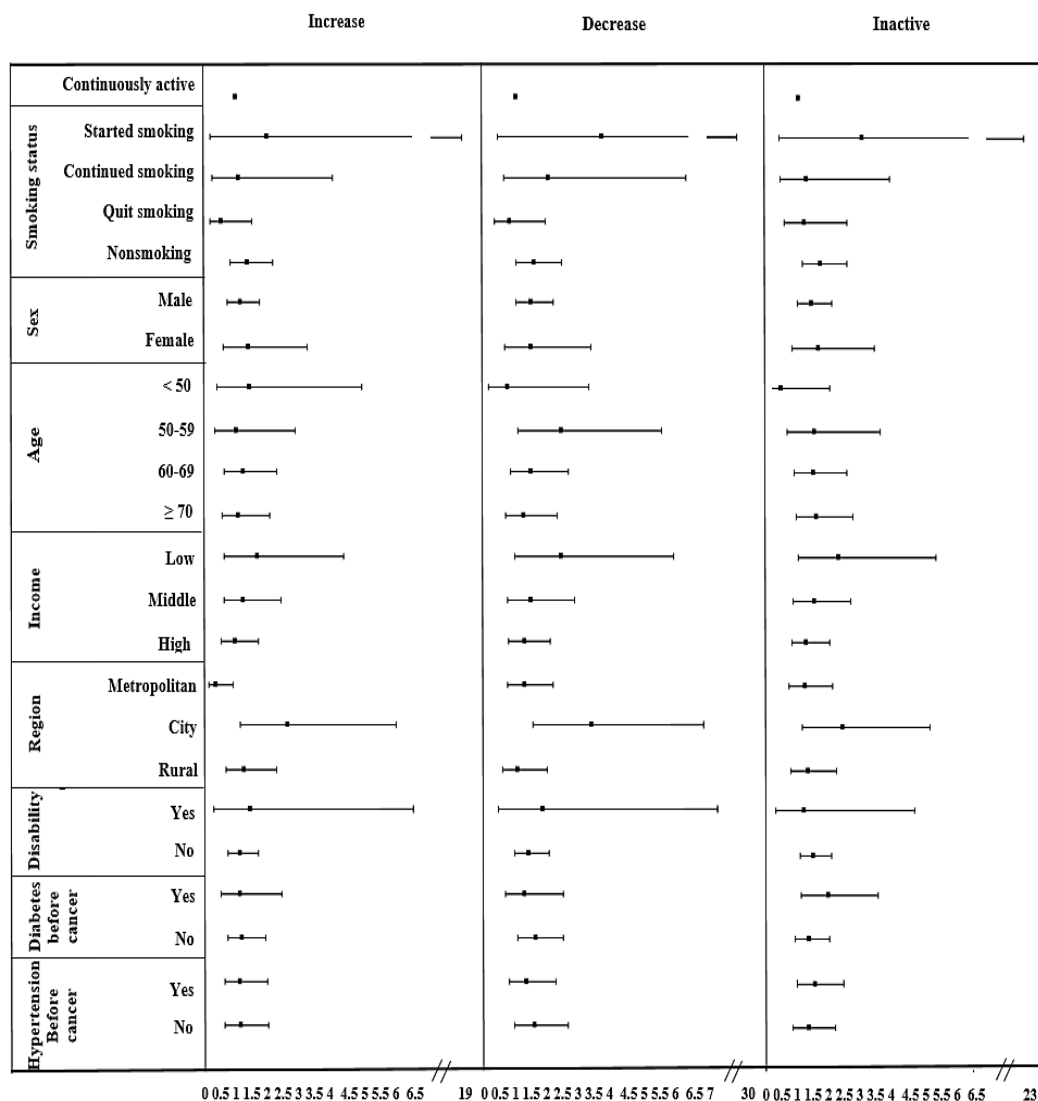 Increase Decrease Inactive
Continuously active
Smoking status
Started smoking
Continued smoking
Quit smoking
Nonsmoking
Sex
Male
Female
Age
< 50
50-59
60-69
≥ 70
Income
Low
Middle
High
Region
Metropolitan
City
Rural
Disability
Yes
No
Diabetes
before
cancer
Yes
No
Hypertension
Before
cancer
Yes
No
0 0.5 1 1.5 2 2.5 3 3.5 4 4.5 5 5.5 6 6.5 // 19 0 0.5 1 1.5 2 2.5 3 3.5 4 4.5 5 5.5 6 6.5 7 // 30 0 0.5 1 1.5 2 2.5 3 3.5 4 4.5 5 5.5 6 6.5 // 23